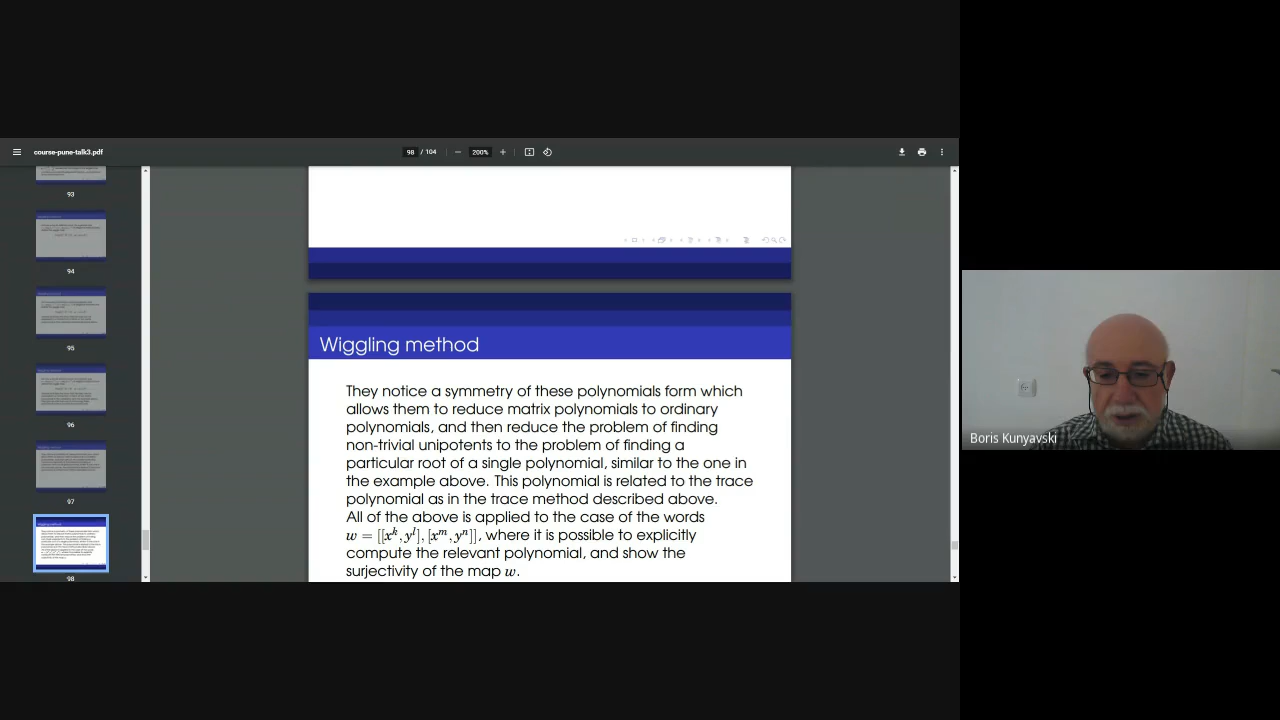 course-pune-talk3.pdf
98 / 104
200%
93
94
95
96
97
98
Wiggling method
They notice a symmetry of these polynomials form which
allows them to reduce matrix polynomials to ordinary
polynomials, and then reduce the problem of finding
non-trivial unipotents to the problem of finding a
particular root of a single polynomial, similar to the one in
the example above. This polynomial is related to the trace
polynomial as in the trace method described above.
All of the above is applied to the case of the words
w = [[x^k, y^l], [x^m, y^n]] where i is possible to explicitly
compute the relevant polynomial, and show the
surjectivity of the map w.
Boris Kunyavski